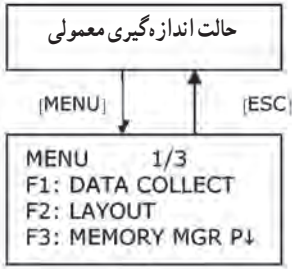 حالت اندازه‌گیری معمولی
[MENU]
[ESC]
MENU 1/3
F1: DATA COLLECT
F2: LAYOUT
F3: MEMORY MGR P↓